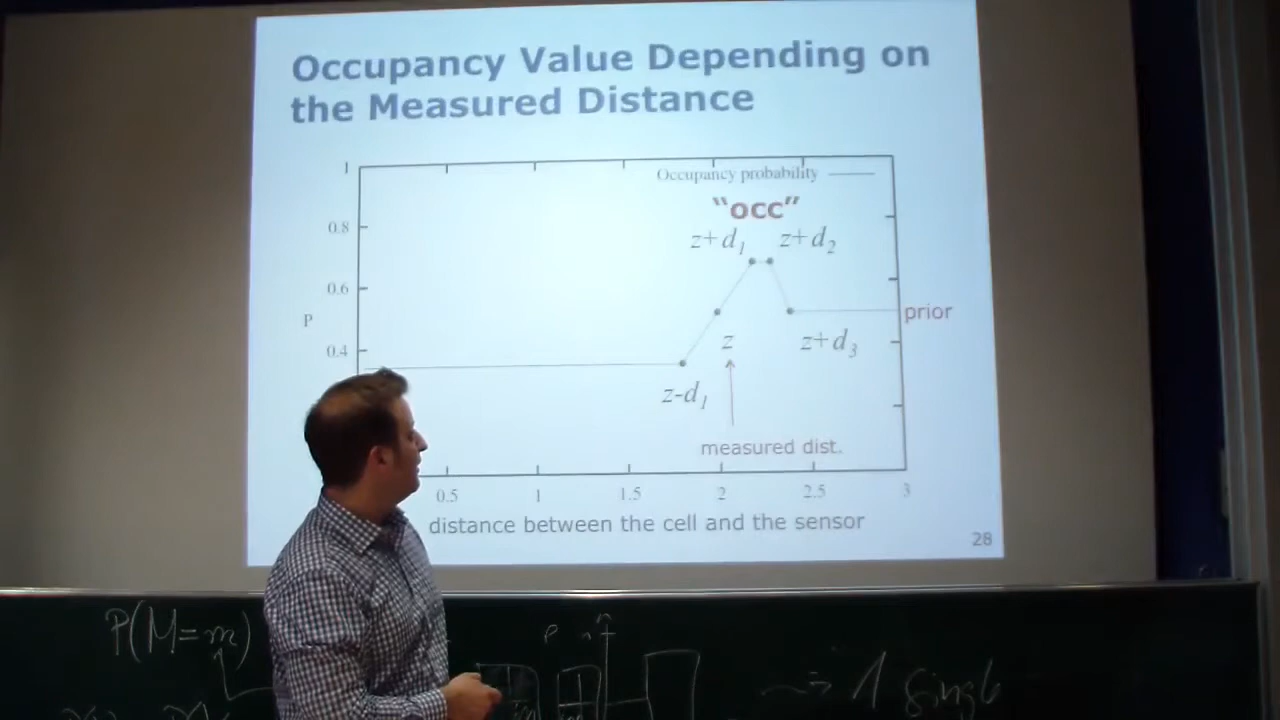 Occupancy Value Depending on
the Measured Distance
1
Occupancy probability
"occ"
0.8
z+d1 z+d2
0.6
P
prior
0.4
z
z+d3
z-d1
measured dist.
0.5 1 1.5 2 2.5 3
distance between the cell and the sensor
28
P(M=m)
1 single